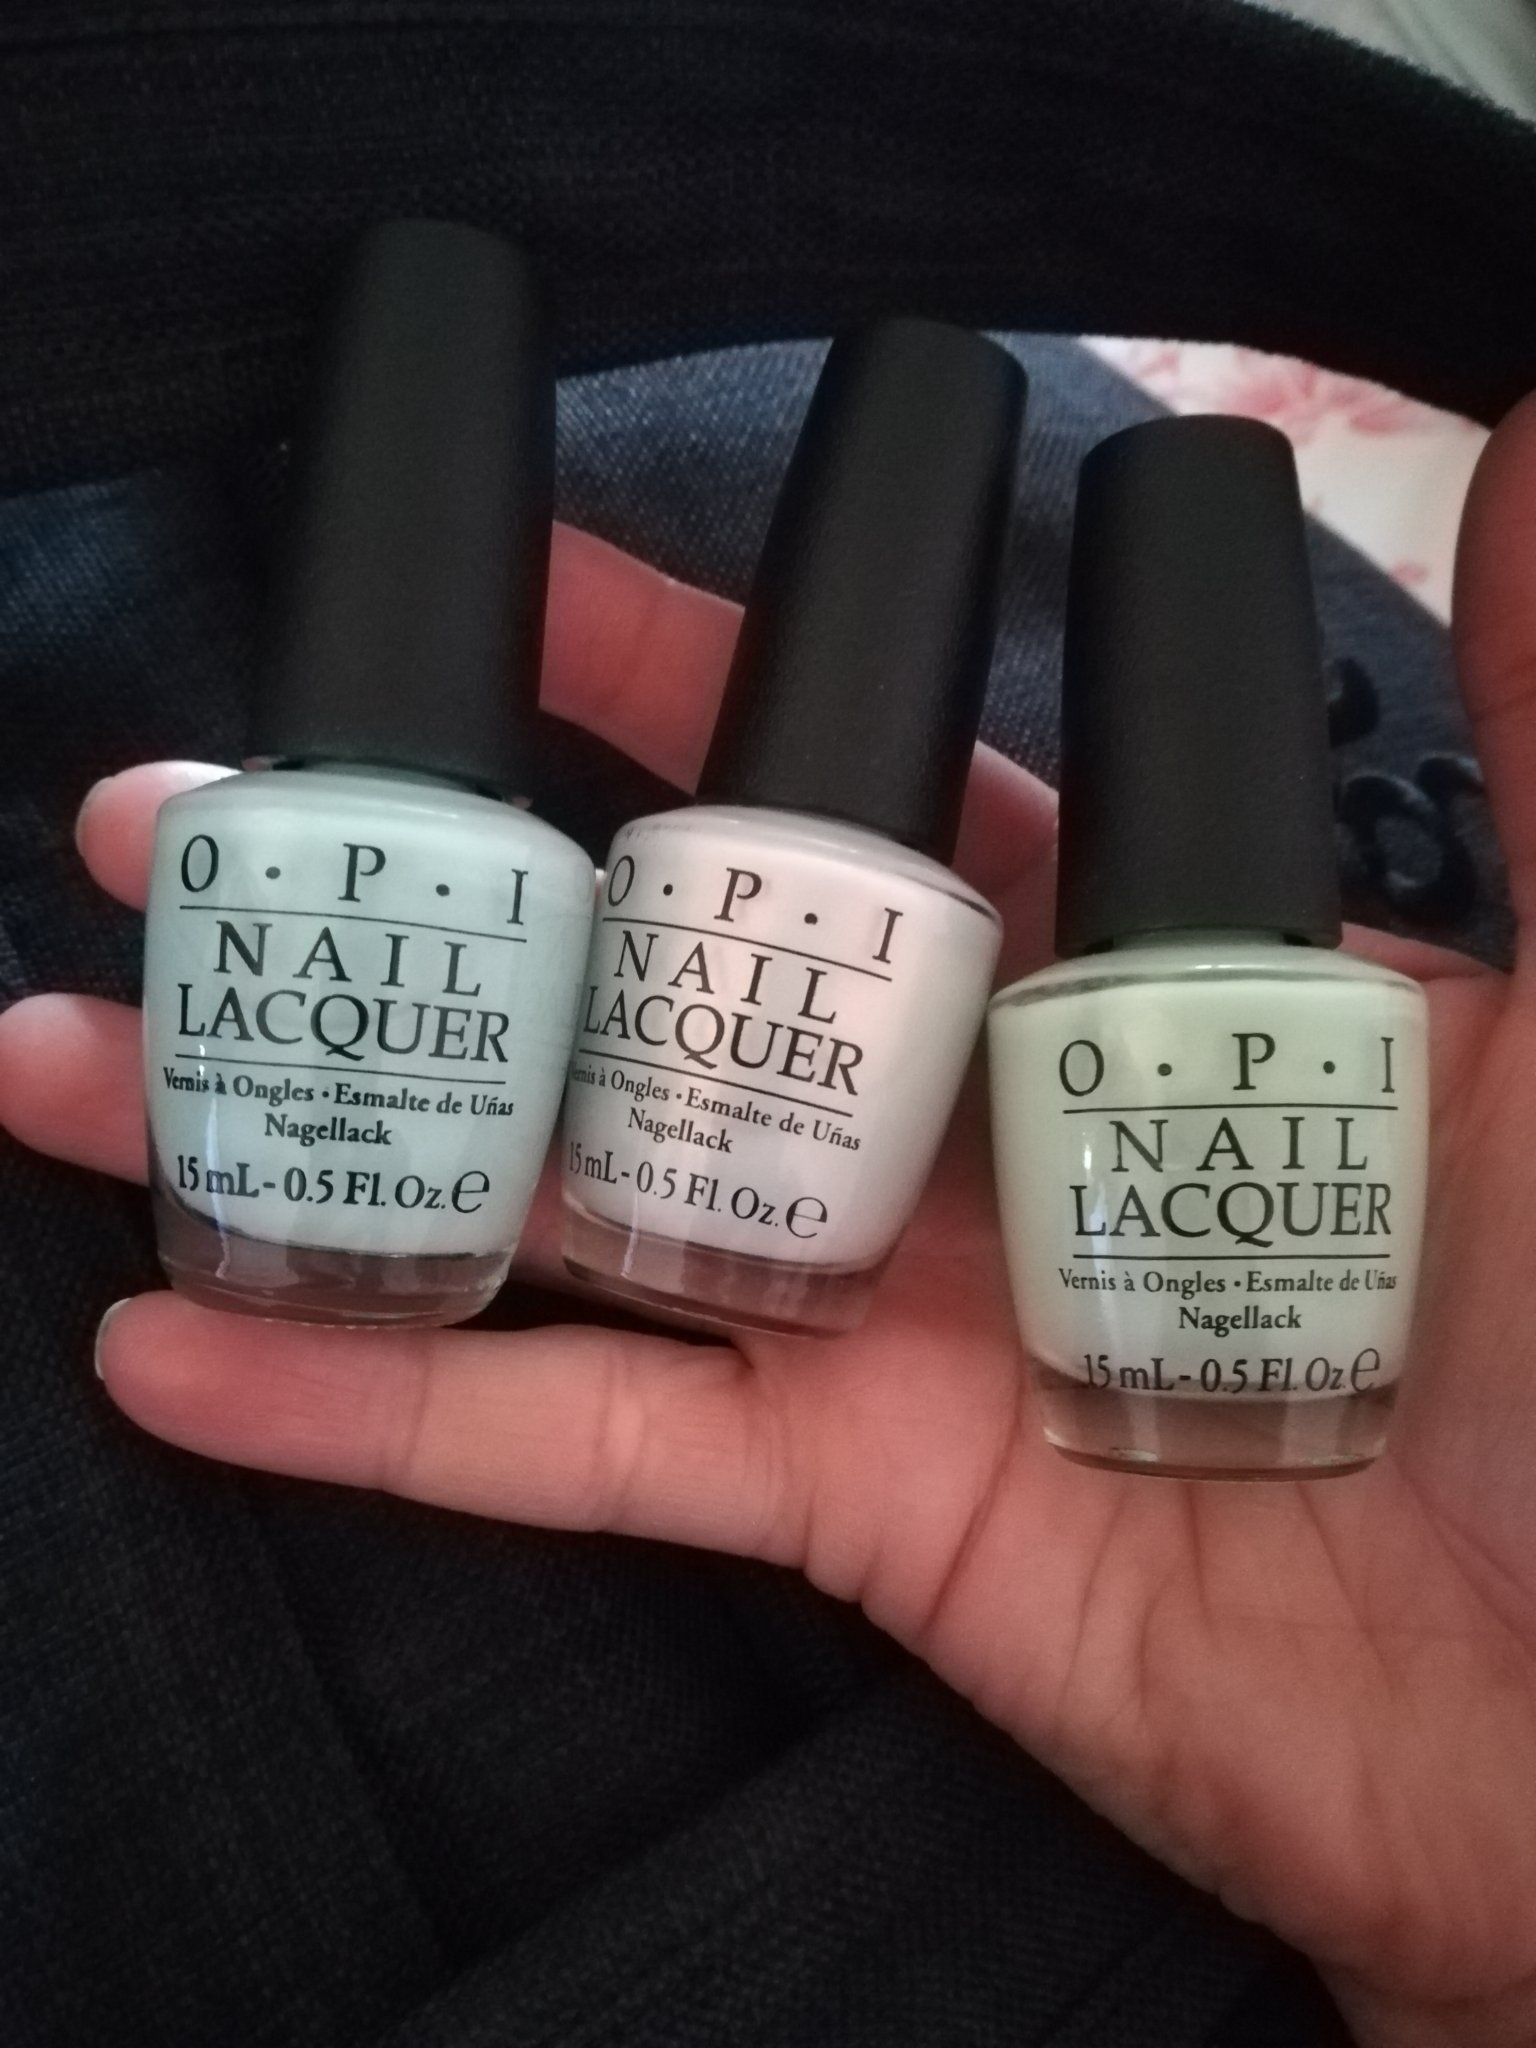 O · P · I
NAIL
LACQUER
Vernis à Ongles · Esmalte de Uñas
Nagellack
15 mL - 0.5 Fl. Oz. ℮
O · P · I
NAIL
LACQUER
Vernis à Ongles · Esmalte de Uñas
Nagellack
15 mL - 0.5 Fl. Oz. ℮
O · P · I
NAIL
LACQUER
Vernis à Ongles · Esmalte de Uñas
Nagellack
15 mL - 0.5 Fl. Oz ℮